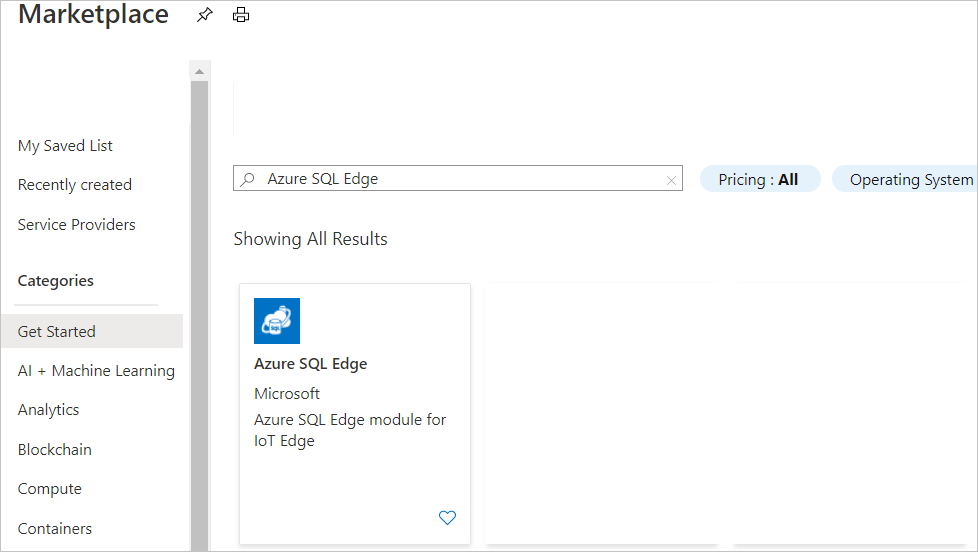 Marketplace
My Saved List
Recently created
Service Providers
Categories
Get Started
AI + Machine Learning
Analytics
Blockchain
Compute
Containers
Azure SQL Edge
Pricing : All
Operating System
Showing All Results
Azure SQL Edge
Microsoft
Azure SQL Edge module for
IoT Edge